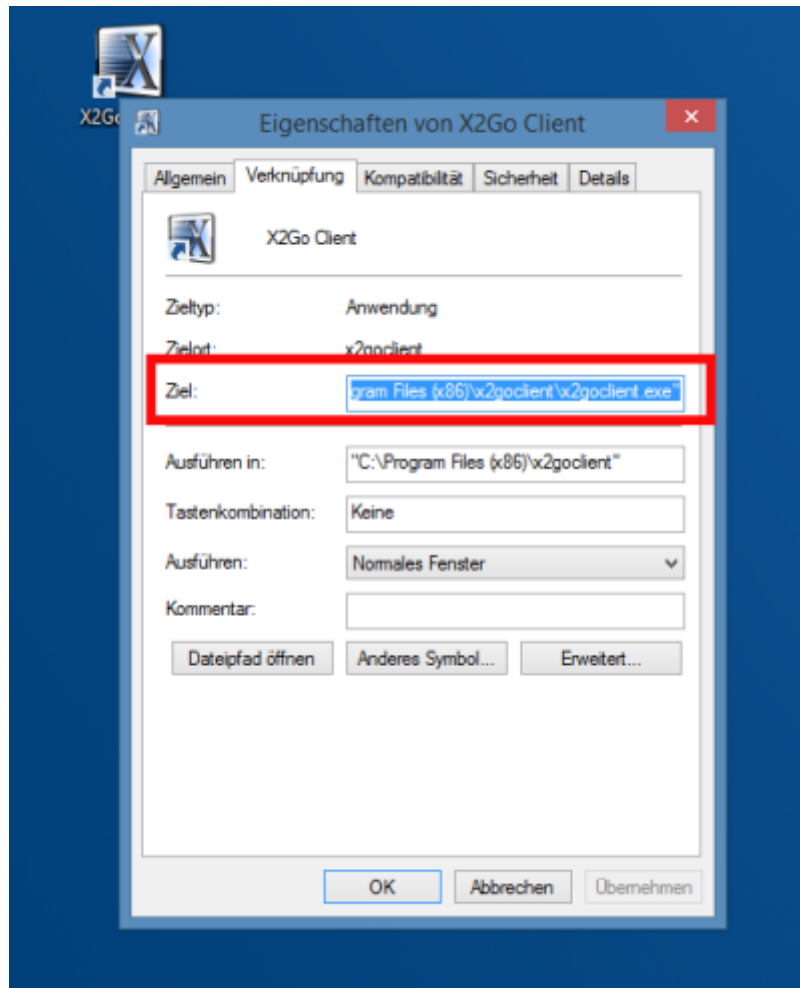 X2Go
Eigenschaften von X2Go Client
Allgemein Verknüpfung Kompatibilität Sicherheit Details
X2Go Client
Zieltyp: Anwendung
Zielort: x2goclient
Ziel: gram Files (x86)\x2goclient\x2goclient.exe"
Ausführen in: "C:\Program Files (x86)\x2goclient"
Tastenkombination: Keine
Ausführen: Normales Fenster
Kommentar:
Dateipfad öffnen Anderes Symbol... Erweitert...
OK Abbrechen Übernehmen